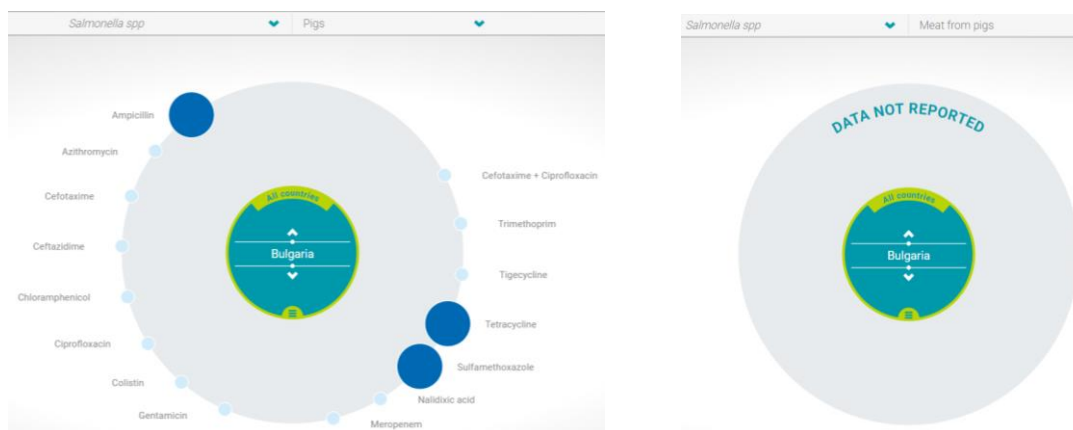 Salmonella spp
Pigs
Ampicillin
Azithromycin
Cefotaxime
Ceftazidime
Chloramphenicol
Ciprofloxacin
Colistin
Gentamicin
Meropenem
Nalidixic acid
Sulfamethoxazole
Tetracycline
Tigecycline
Trimethoprim
Cefotaxime + Ciprofloxacin
All countries
Bulgaria
Salmonella spp
Meat from pigs
DATA NOT REPORTED
All countries
Bulgaria